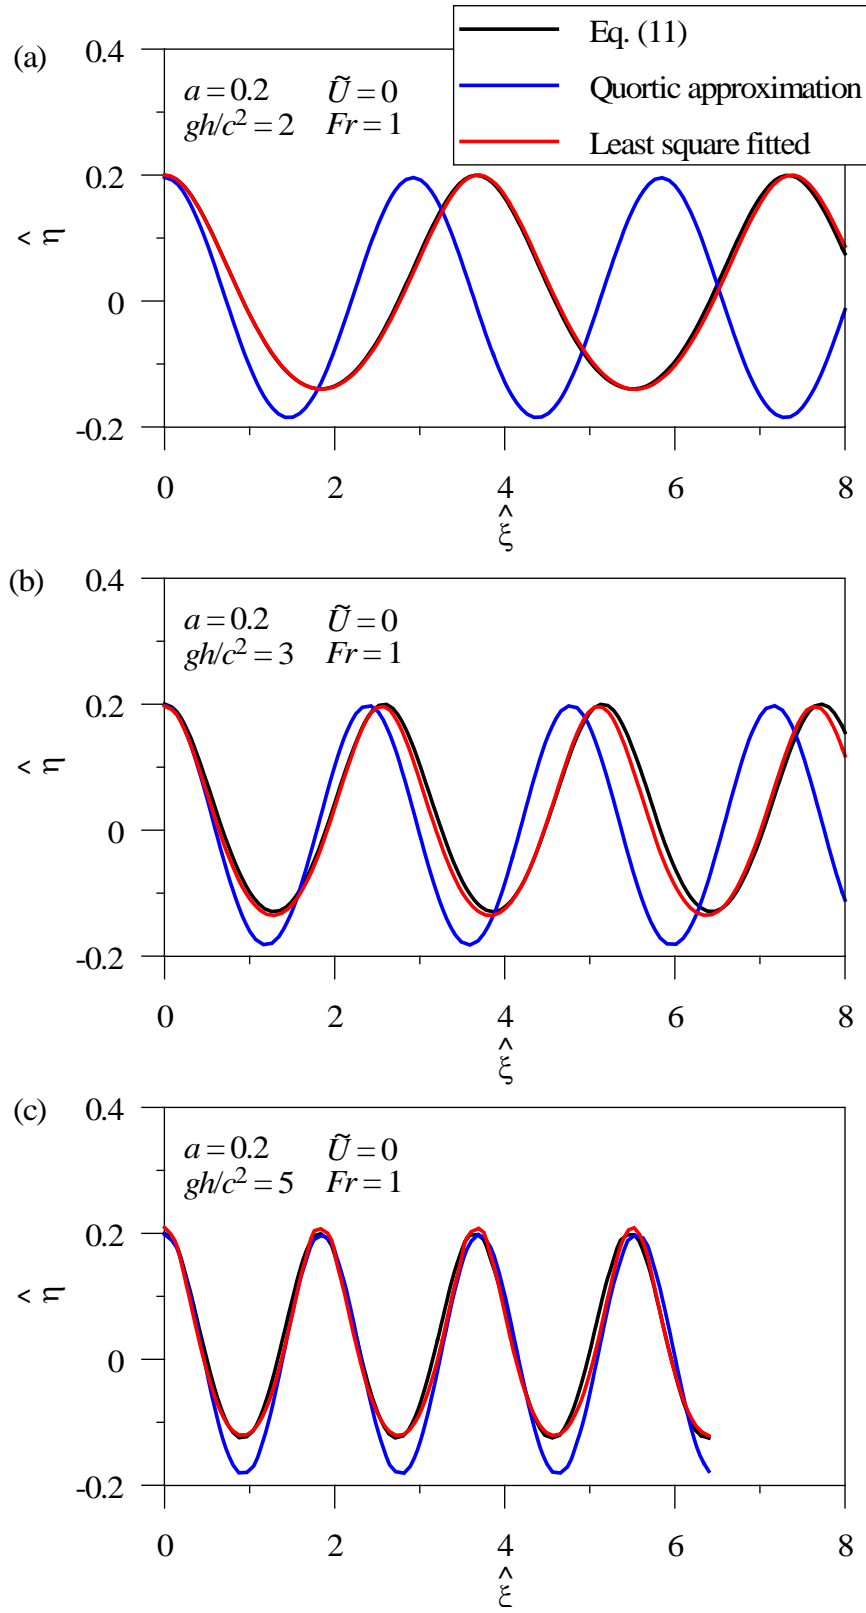 (a)
Eq. (11)
Quortic approximation
Least square fitted
a = 0.2 Ũ = 0
gh/c² = 2 Fr = 1
0.4
0.2
0
-0.2
η̂
0 2 4 6 8
ξ̂
(b)
a = 0.2 Ũ = 0
gh/c² = 3 Fr = 1
0.4
0.2
0
-0.2
η̂
0 2 4 6 8
ξ̂
(c)
a = 0.2 Ũ = 0
gh/c² = 5 Fr = 1
0.4
0.2
0
-0.2
η̂
0 2 4 6 8
ξ̂